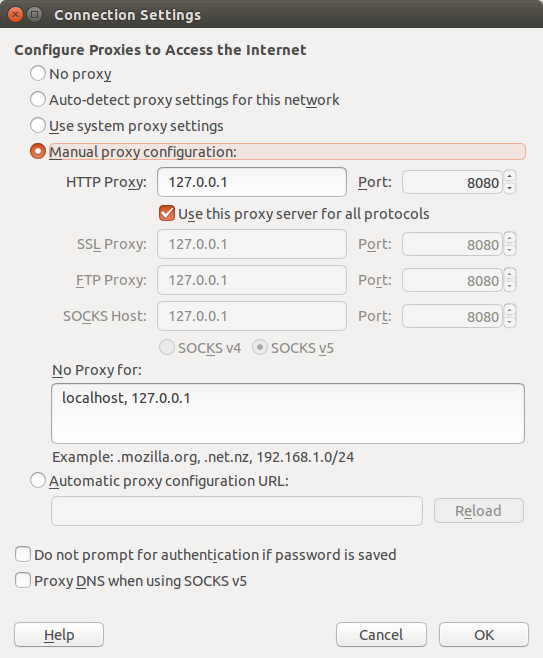 Connection Settings
Configure Proxies to Access the Internet
No proxy
Auto-detect proxy settings for this network
Use system proxy settings
Manual proxy configuration:
HTTP Proxy: 127.0.0.1 Port: 8080
Use this proxy server for all protocols
SSL Proxy: 127.0.0.1 Port: 8080
FTP Proxy: 127.0.0.1 Port: 8080
SOCKS Host: 127.0.0.1 Port: 8080
SOCKS v4 SOCKS v5
No Proxy for:
localhost, 127.0.0.1
Example: .mozilla.org, .net.nz, 192.168.1.0/24
Automatic proxy configuration URL:
Reload
Do not prompt for authentication if password is saved
Proxy DNS when using SOCKS v5
Help Cancel OK